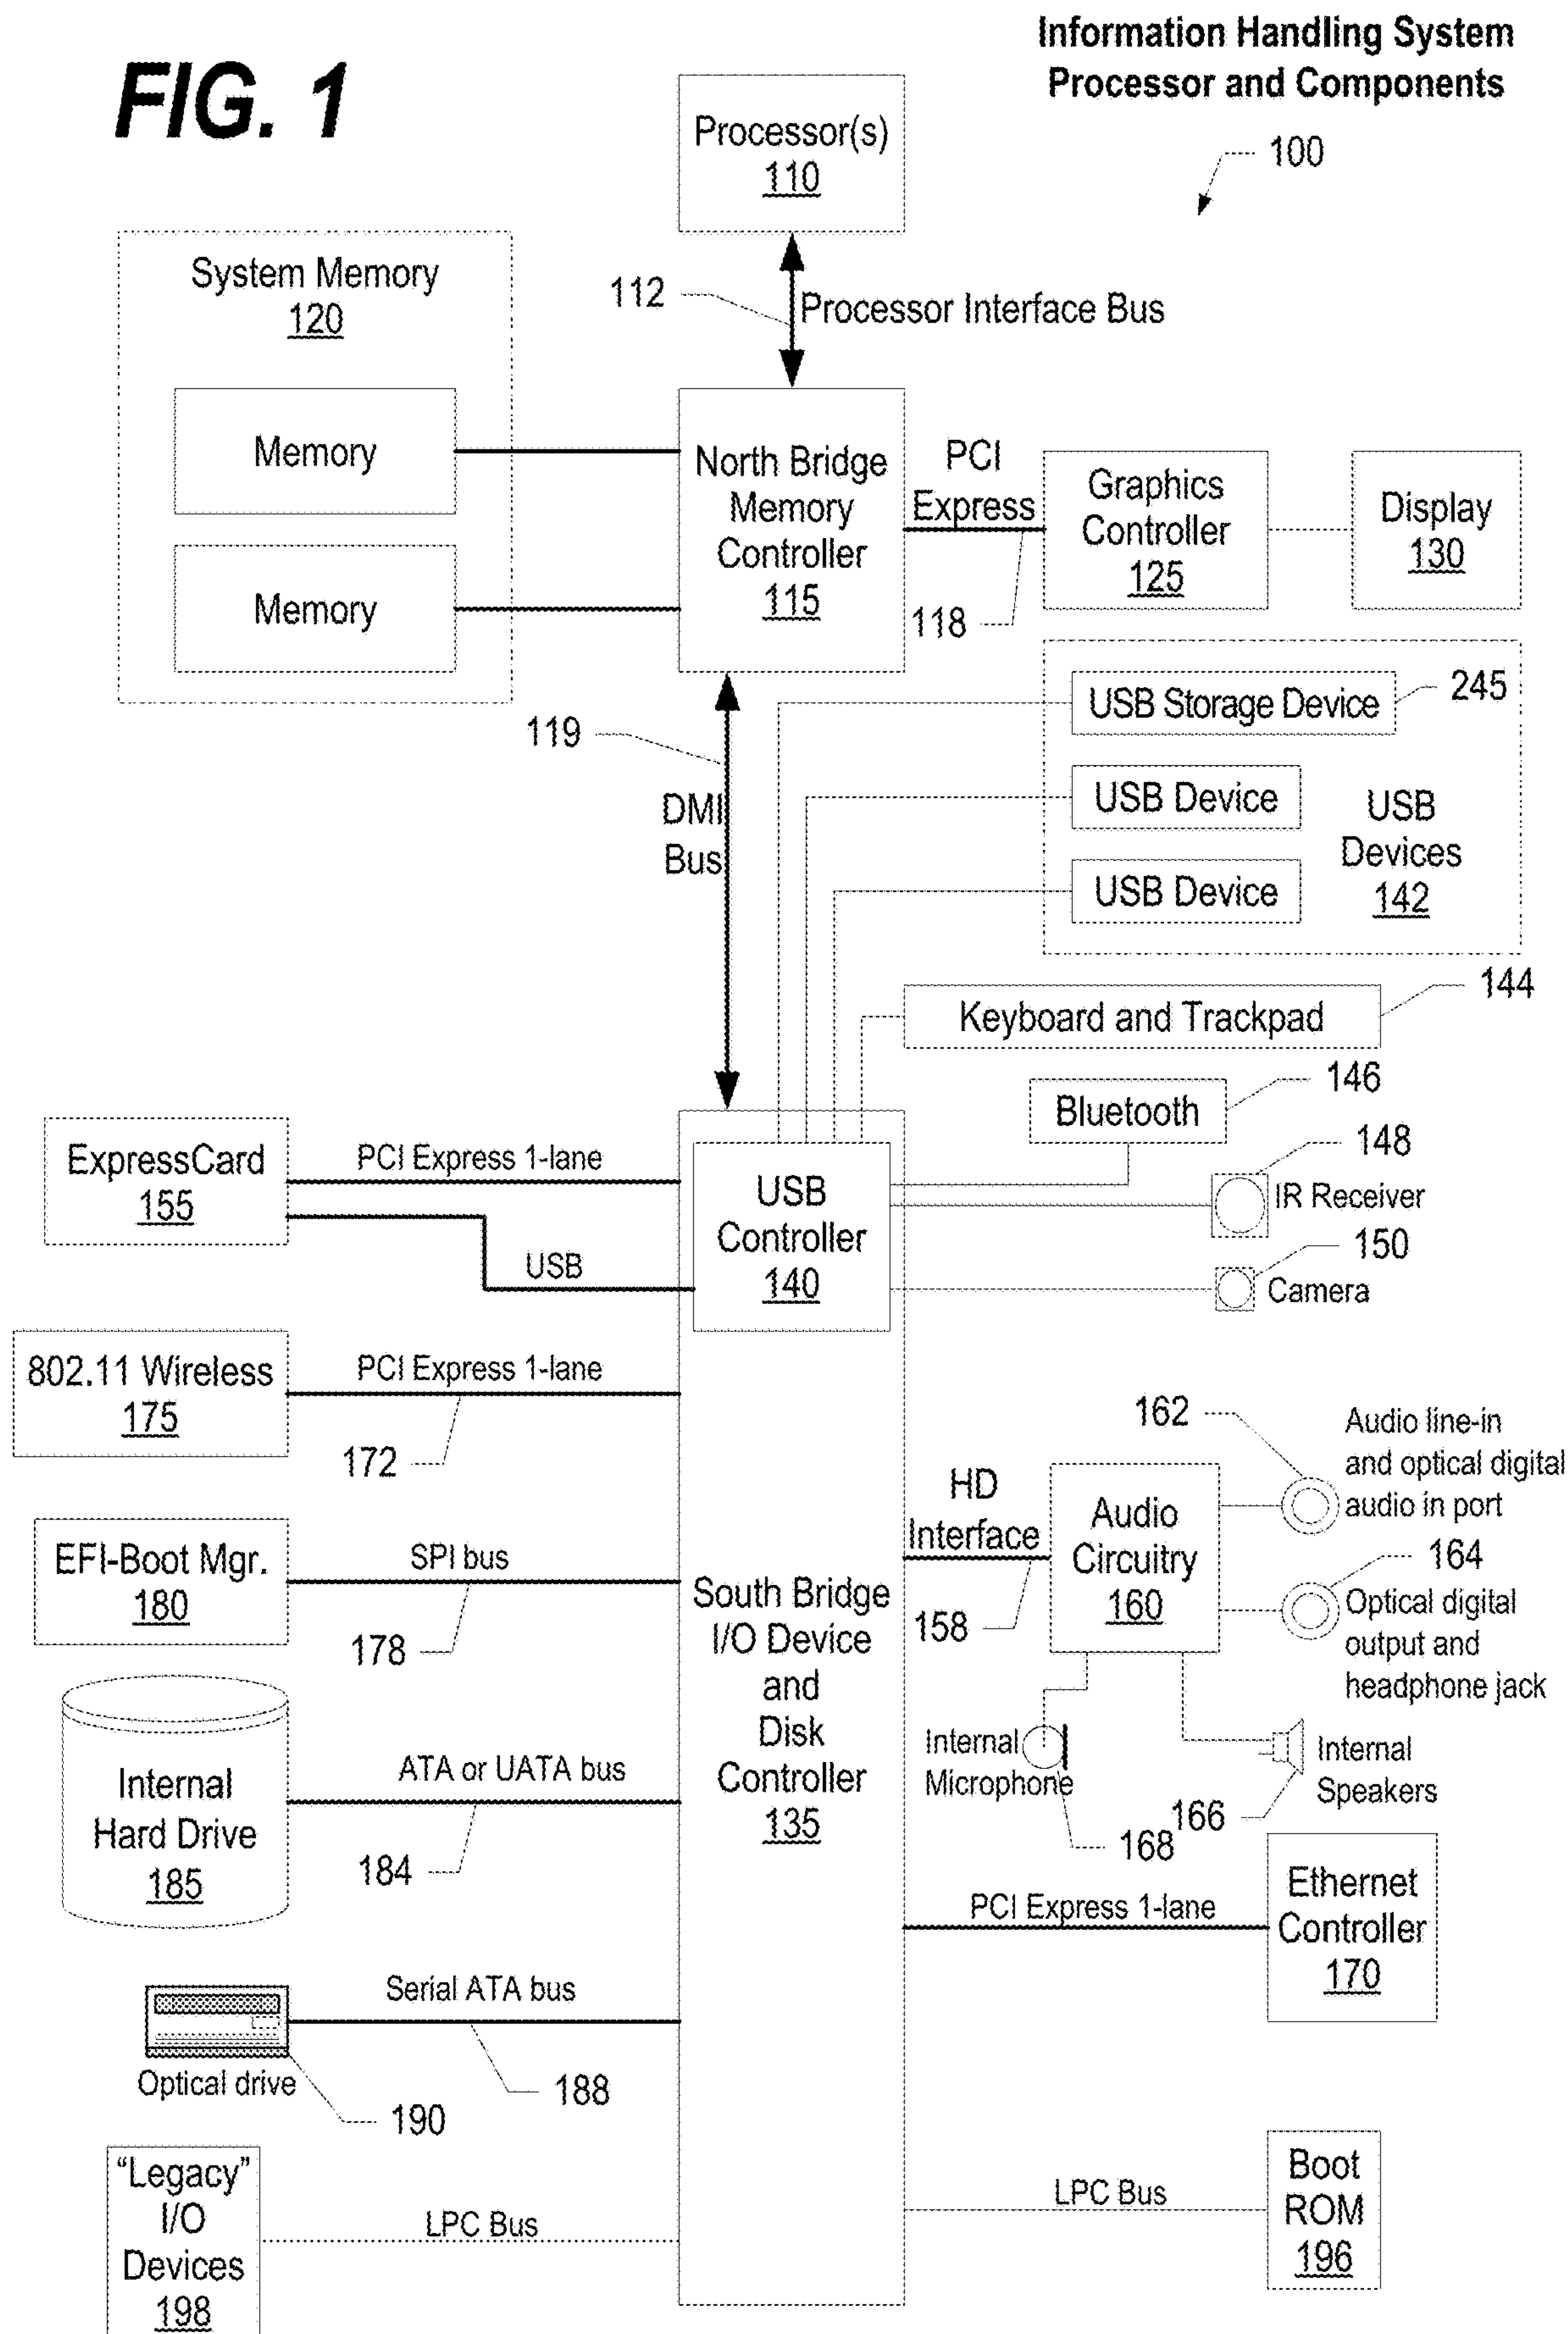 FIG. 1
Information Handling System
Processor and Components
100
Processor(s)
110
112
Processor Interface Bus
System Memory
120
Memory
Memory
North Bridge
Memory
Controller
115
PCI
Express
118
Graphics
Controller
125
Display
130
119
DMI
Bus
USB Storage Device
245
USB Device
USB Device
USB
Devices
142
Keyboard and Trackpad
144
Bluetooth
146
148
IR Receiver
150
Camera
ExpressCard
155
PCI Express 1-lane
USB
USB
Controller
140
802.11 Wireless
175
PCI Express 1-lane
172
EFI-Boot Mgr.
180
SPI bus
178
Internal
Hard Drive
185
ATA or UATA bus
184
Optical drive
190
Serial ATA bus
188
"Legacy"
I/O
Devices
198
LPC Bus
South Bridge
I/O Device
and
Disk
Controller
135
HD
Interface
158
Audio
Circuitry
160
162
Audio line-in
and optical digital
audio in port
164
Optical digital
output and
headphone jack
Internal
Microphone
168
166
Internal
Speakers
PCI Express 1-lane
Ethernet
Controller
170
LPC Bus
Boot
ROM
196